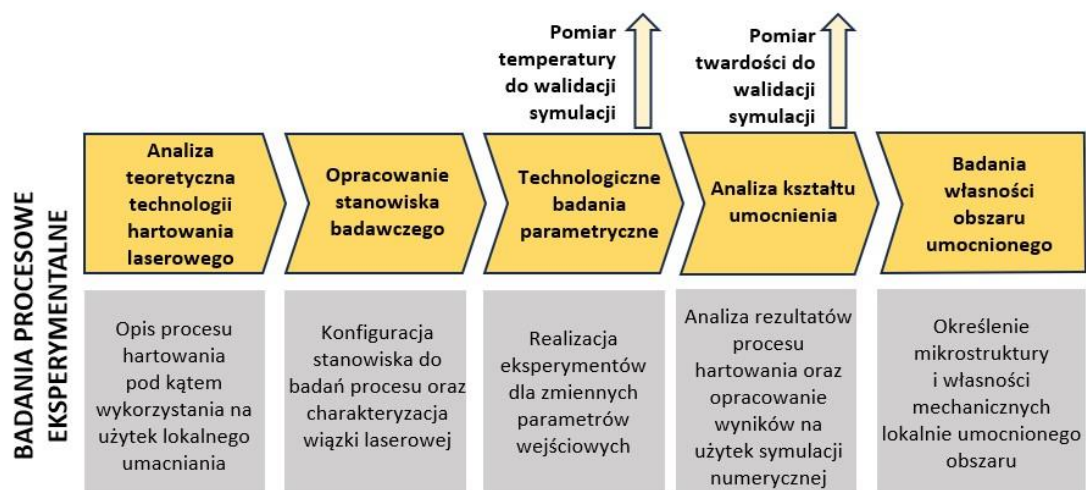 Pomiar
temperatury
do walidacji
symulacji
Pomiar
twardości do
walidacji
symulacji
BADANIA PROCESOWE
EKSPERYMENTALNE
Analiza
teoretyczna
technologii
hartowania
laserowego
Opracowanie
stanowiska
badawczego
Technologiczne
badania
parametryczne
Analiza kształtu
umocnienia
Badania
własności
obszaru
umocnionego
Opis procesu
hartowania
pod kątem
wykorzystania na
użytek lokalnego
umacniania
Konfiguracja
stanowiska do
badań procesu oraz
charakteryzacja
wiązki laserowej
Realizacja
eksperymentów
dla zmiennych
parametrów
wejściowych
Analiza rezultatów
procesu
hartowania oraz
opracowanie
wyników na
użytek symulacji
numerycznej
Określenie
mikrostruktury
i własności
mechanicznych
lokalnie umocnionego
obszaru